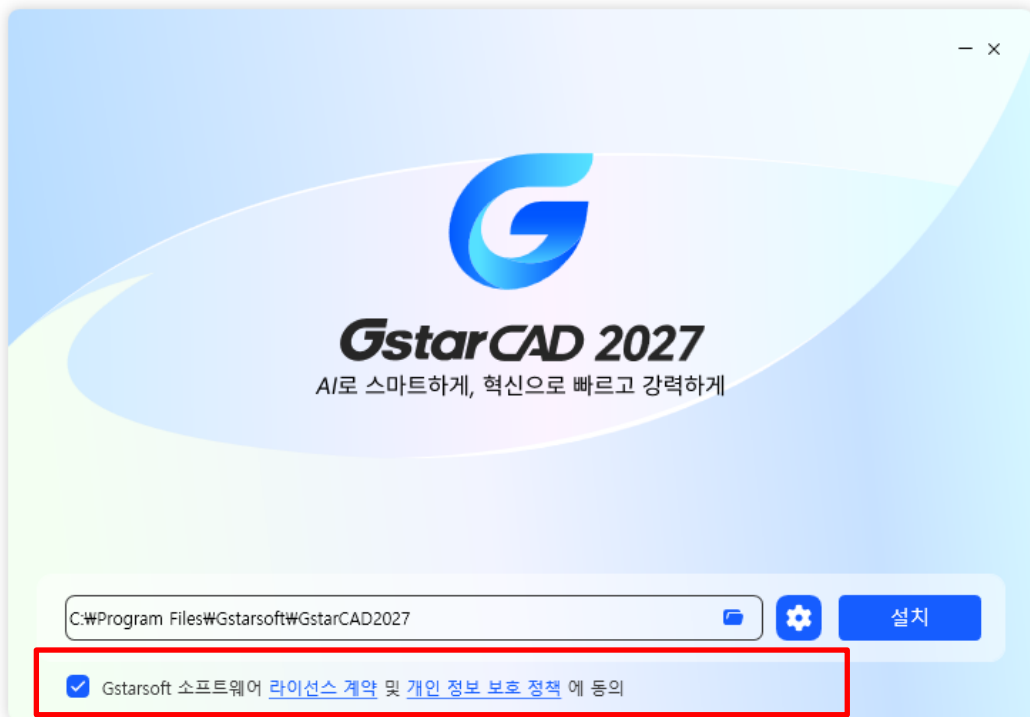 GstarCAD 2027
AI로 스마트하게, 혁신으로 빠르고 강력하게
C:₩Program Files₩Gstarsoft₩GstarCAD2027
설치
Gstarsoft 소프트웨어 라이선스 계약 및 개인 정보 보호 정책 에 동의